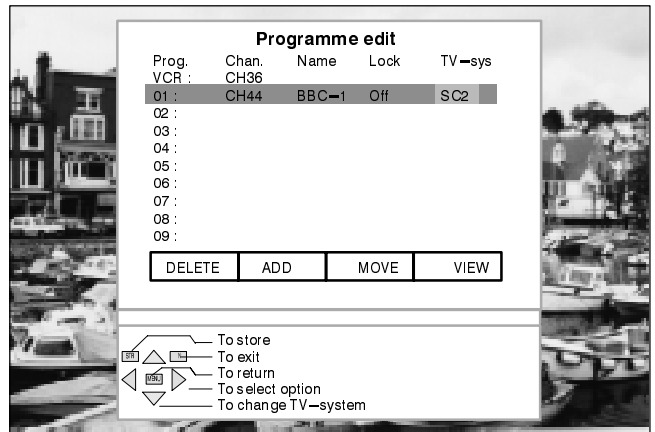 Programme edit
Prog. Chan. Name Lock TV-sys
VCR : CH36
01 : CH44 BBC-1 Off SC2
02 :
03 :
04 :
05 :
06 :
07 :
08 :
09 :
DELETE ADD MOVE VIEW
To store
STR To exit
To return
MENU To select option
To change TV-system